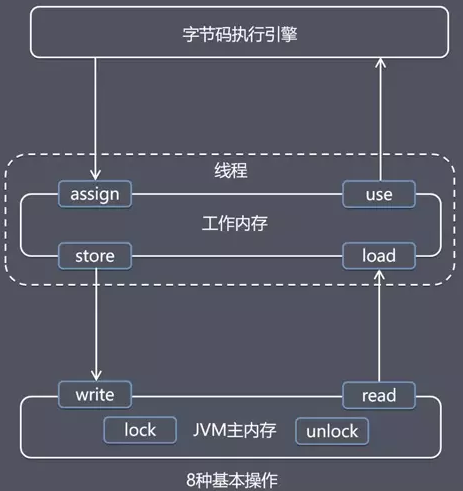 字节码执行引擎
线程
assign
use
工作内存
store
load
write
read
lock
JVM主内存
unlock
8种基本操作